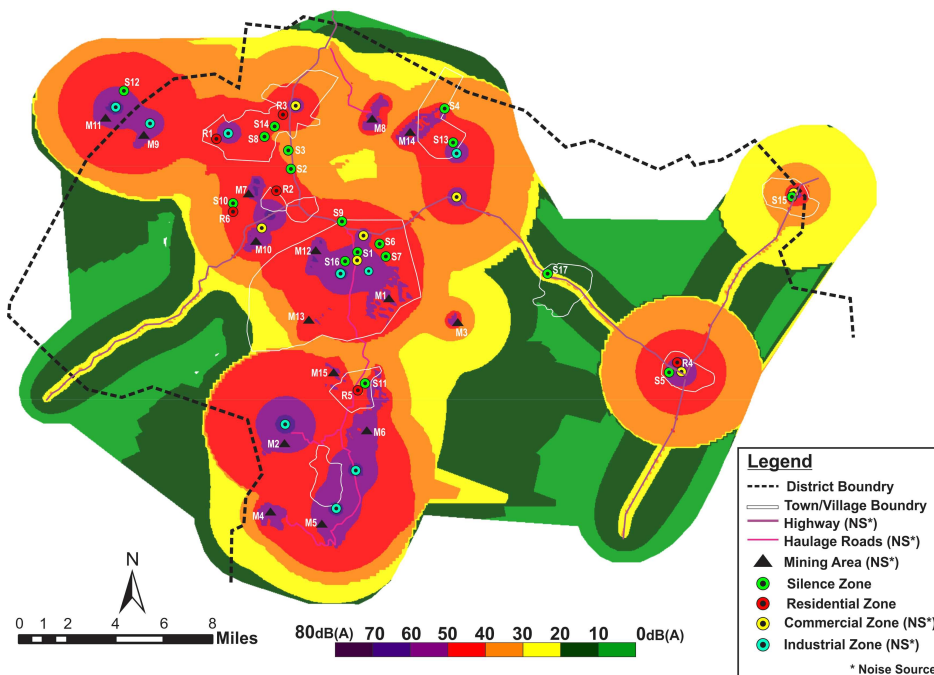 S12
M11
M9
R3
S14
R1
S8
M8
S4
M14
S13
S3
S2
M7
R2
S10
R6
S9
S15
M10
M12
S6
S1
S7
S16
S17
M1
M13
M3
M15
S11
R5
R4
S5
M6
M2
M4
M5
N
0 2 4 6 8
Miles
80dB(A) 70 60 50 40 30 20 10 0dB(A)
Legend
District Boundry
Town/Village Boundry
Highway (NS*)
Haulage Roads (NS*)
Mining Area (NS*)
Silence Zone
Residential Zone
Commercial Zone (NS*)
Industrial Zone (NS*)
* Noise Source